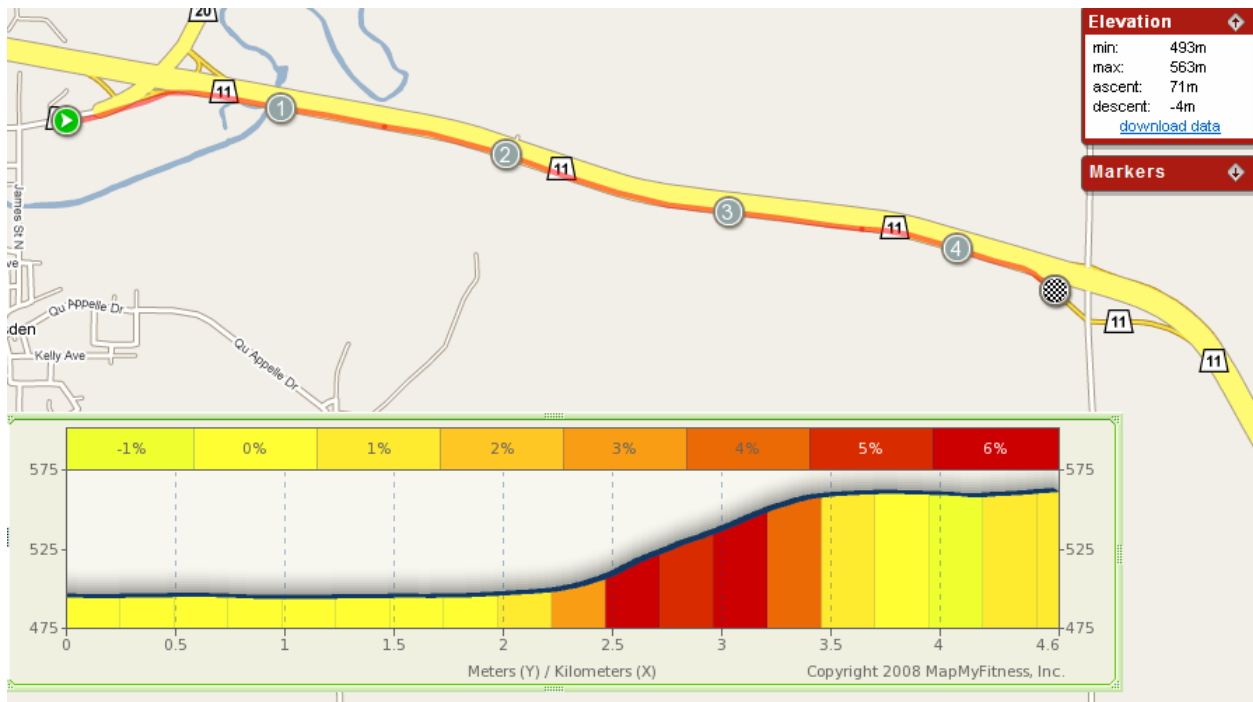 20
Elevation
min: 493m
max: 563m
ascent: 71m
descent: -4m
download data
Markers
11
1
2
11
3
11
4
11
11
James St N
ve
Qu'Appelle Dr
sden
Kelly Ave
Qu'Appelle Dr
-1% 0% 1% 2% 3% 4% 5% 6%
575 575
525 525
475 475
0 0.5 1 1.5 2 2.5 3 3.5 4 4.6
Meters (Y) / Kilometers (X) Copyright 2008 MapMyFitness, Inc.